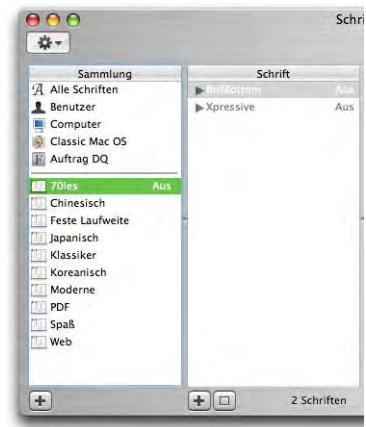 Schri
Sammlung
Alle Schriften
Benutzer
Computer
Classic Mac OS
Auftrag DQ
70ies Aus
Chinesisch
Feste Laufweite
Japanisch
Klassiker
Koreanisch
Moderne
PDF
Spaß
Web
Schrift
BellBottom Aus
Xpressive Aus
2 Schriften